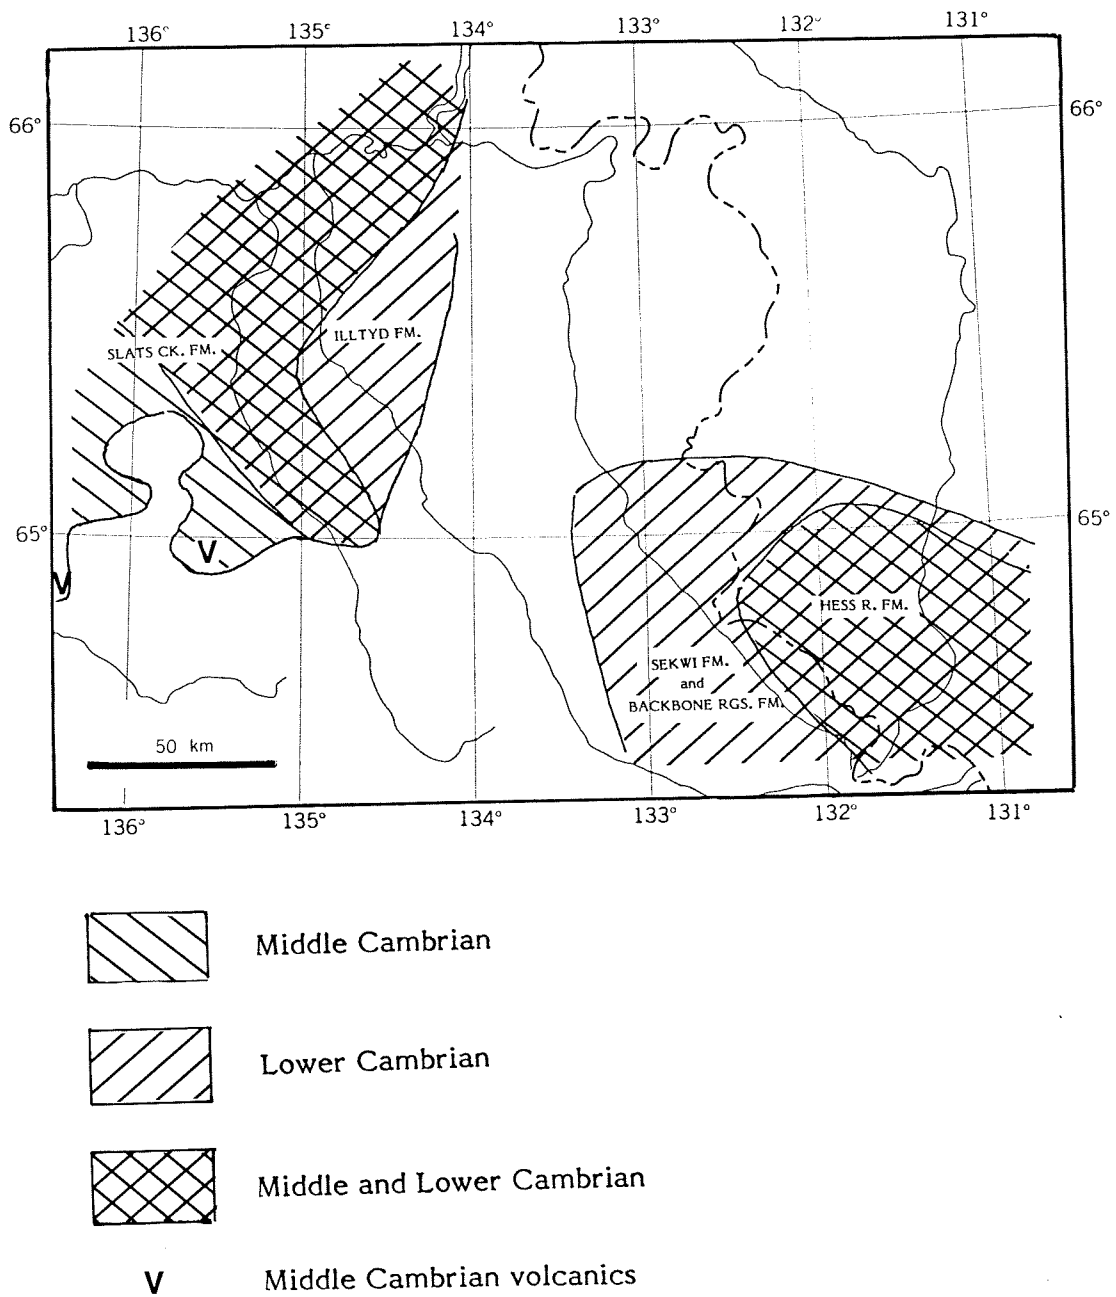 136° 135° 134° 133° 132° 131°
66° 66°
SLATS CK. FM.
ILLTYD FM.
65° 65°
V
V
HESS R. FM.
SEKWI FM.
and
BACKBONE RGS. FM.
50 km
136° 135° 134° 133° 132° 131°
Middle Cambrian
Lower Cambrian
Middle and Lower Cambrian
V Middle Cambrian volcanics